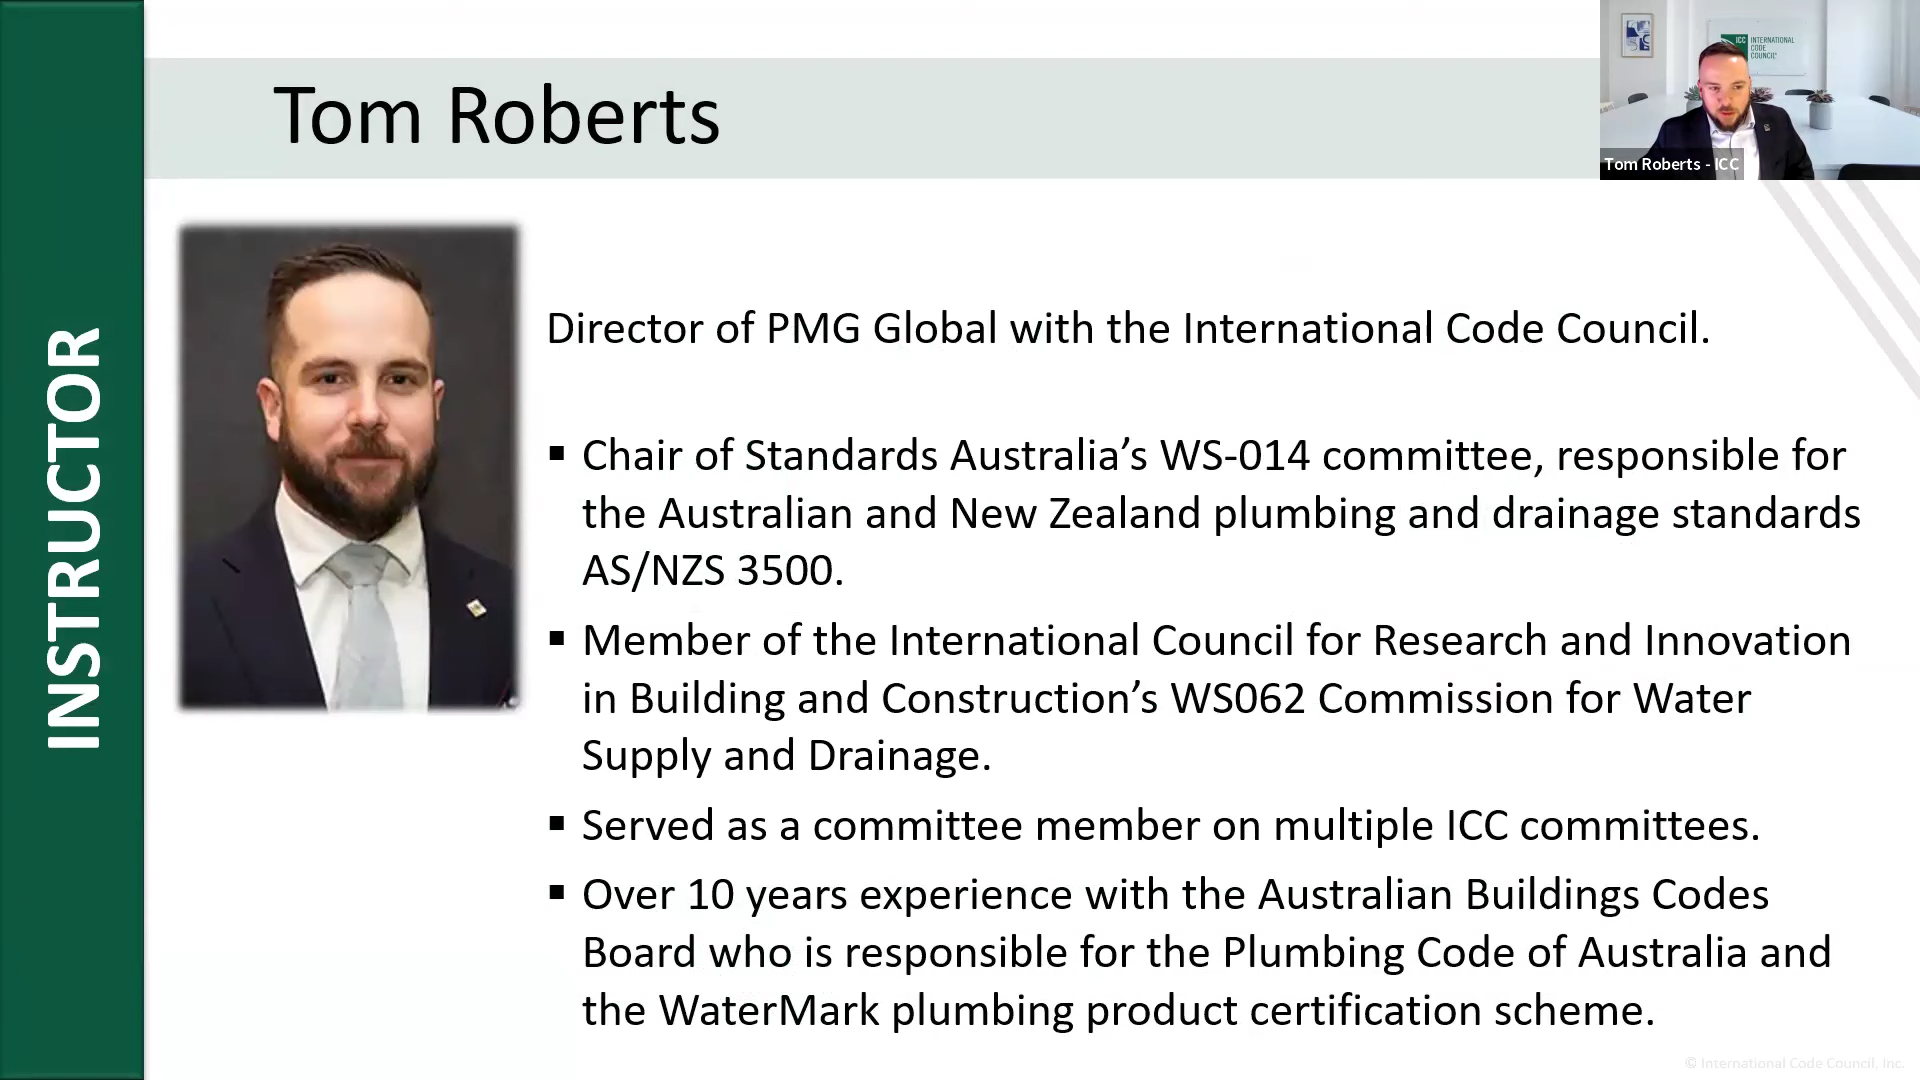 Tom Roberts
ICC INTERNATIONAL
CODE
COUNCIL
Tom Roberts - ICC
INSTRUCTOR
Director of PMG Global with the International Code Council.
▪ Chair of Standards Australia’s WS-014 committee, responsible for
the Australian and New Zealand plumbing and drainage standards
AS/NZS 3500.
▪ Member of the International Council for Research and Innovation
in Building and Construction’s WS062 Commission for Water
Supply and Drainage.
▪ Served as a committee member on multiple ICC committees.
▪ Over 10 years experience with the Australian Buildings Codes
Board who is responsible for the Plumbing Code of Australia and
the WaterMark plumbing product certification scheme.
© International Code Council, Inc.